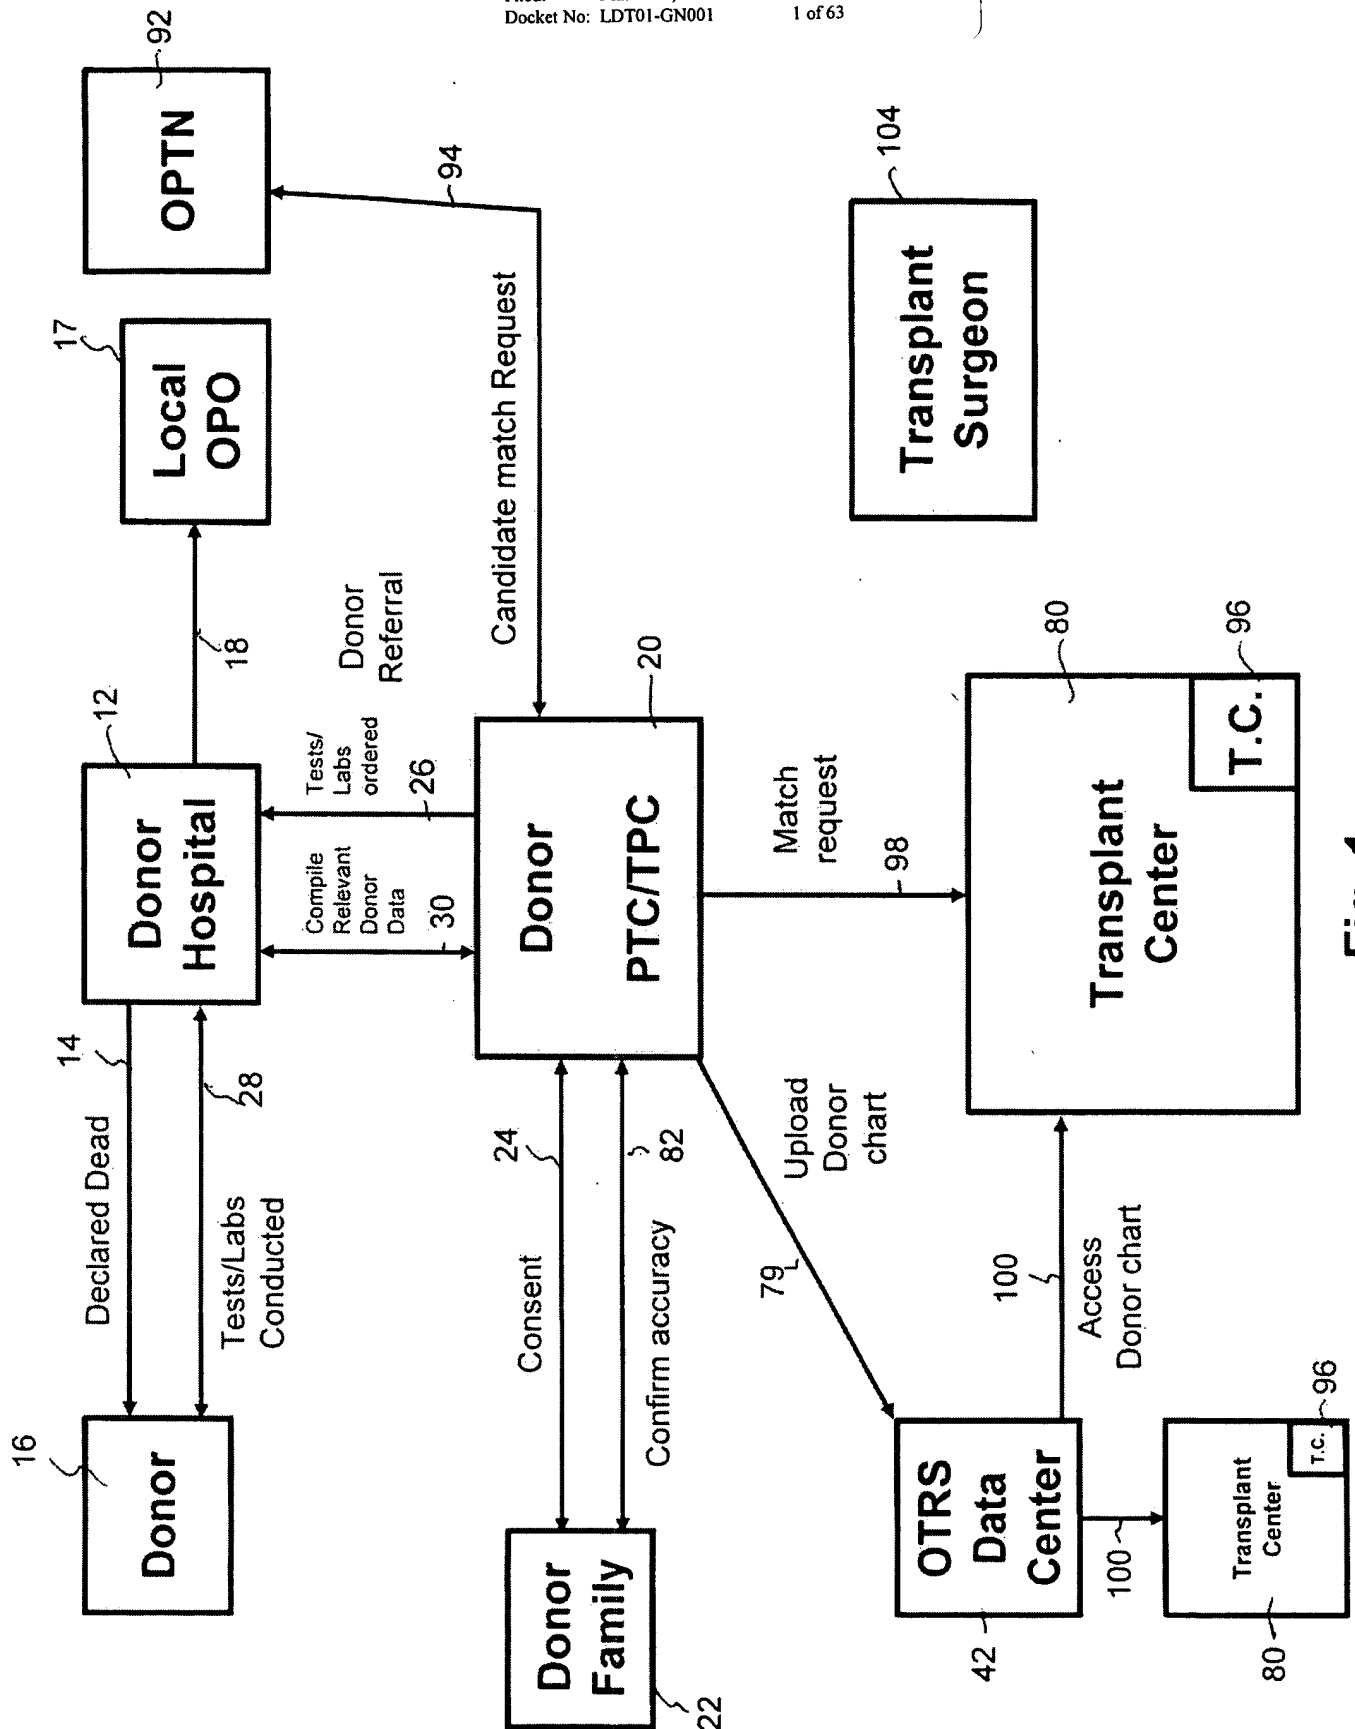 Docket No: LDT01-GN001 1 of 63
92
OPTN
94
17
Local
OPO
18
Donor
Referral
Candidate match Request
104
Transplant
Surgeon
12
Donor
Hospital
Tests/
Labs
ordered
26
Compile
Relevant
Donor
Data
30
20
Donor
PTC/TPC
Match
request
98
80
Transplant
Center
96
T.C.
14
Declared Dead
28
Tests/Labs
Conducted
16
Donor
24
Consent
82
Confirm accuracy
22
Donor
Family
Upload
Donor
chart
79
100
Access
Donor chart
OTRS
Data
Center
42
100
Transplant
Center
80
T.C.
96